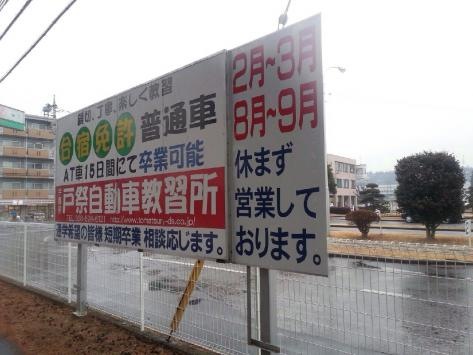 親切、丁寧、楽しく教習
合宿免許 普通車
AT車15日間にて卒業可能
戸祭自動車教習所
通学希望の皆様 短期卒業 相談応します。
2月～3月
8月～9月
休まず
営業して
おります。